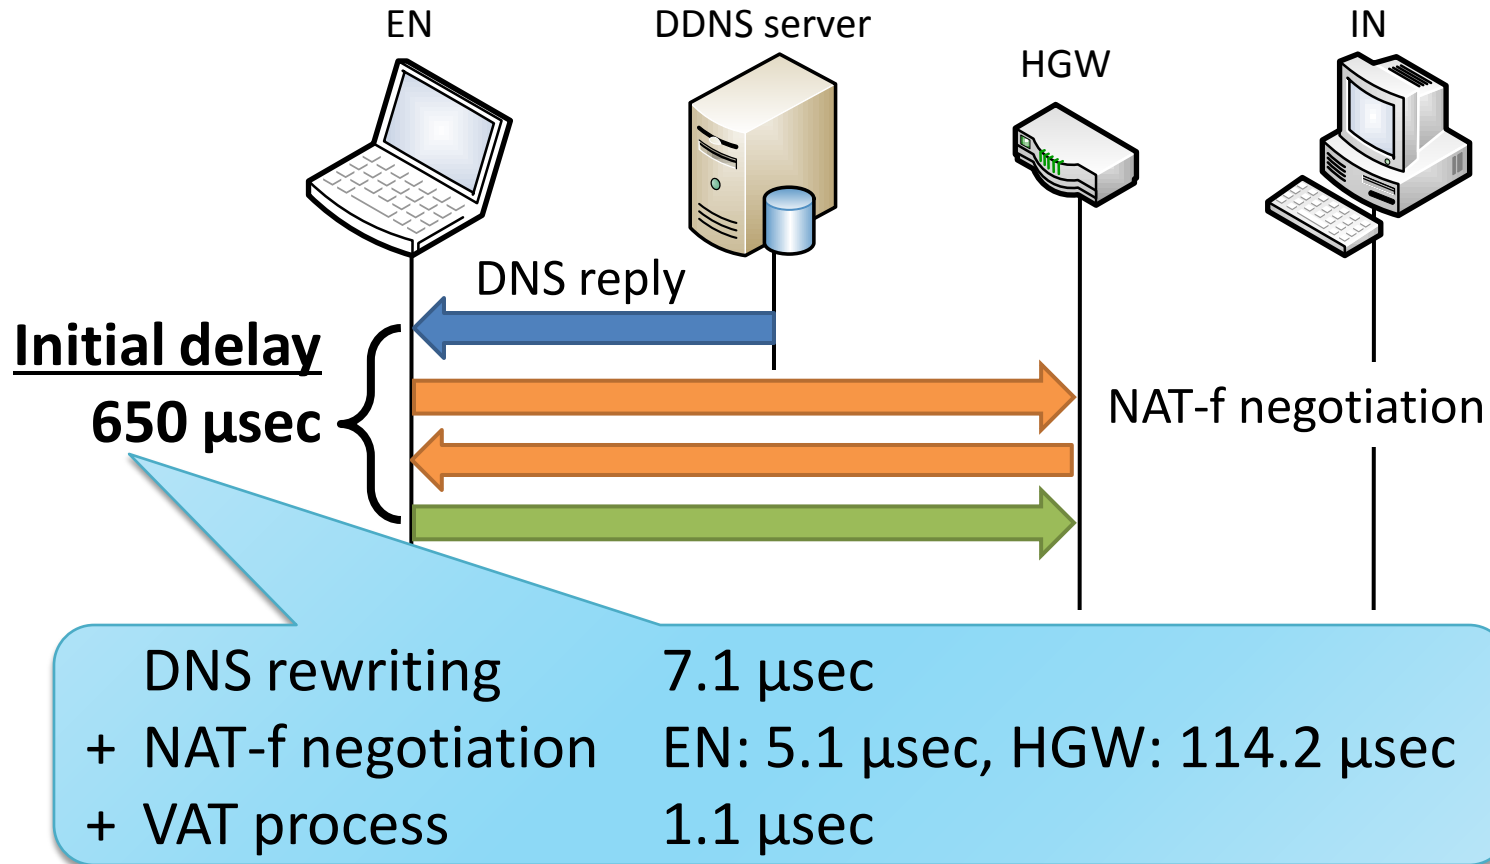 EN
DDNS server
HGW
IN
DNS reply
Initial delay
650 µsec
NAT-f negotiation
DNS rewriting 7.1 µsec
+ NAT-f negotiation EN: 5.1 µsec, HGW: 114.2 µsec
+ VAT process 1.1 µsec